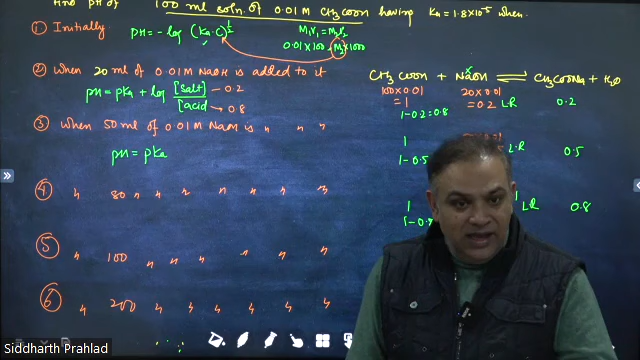 Find pH of 100 ml soln. of 0.01 M CH3COOH having Ka = 1.8×10⁻⁵ when.
① Initially pH = -log (Ka.C)^½
M1V1 = M2V2
0.01×100 = M2×100
② When 20 ml of 0.01M NaOH is added to it
CH3COOH + NaOH ⇌ CH3COONa + H2O
100×0.01 20×0.01
= 1 = 0.2 LR 0.2
1-0.2=0.8
pH = pKa + log [salt] — 0.2
[acid] → 0.8
③ When 50 ml of 0.01M NaOH is " " "
pH = pKa
1 LR 0.5
1-0.5
④ " 80 " " " " " " "
1 1 LR 0.8
⑤ " 100 " " " " " "
⑥ " 200 " " " " " " "
Siddharth Prahlad